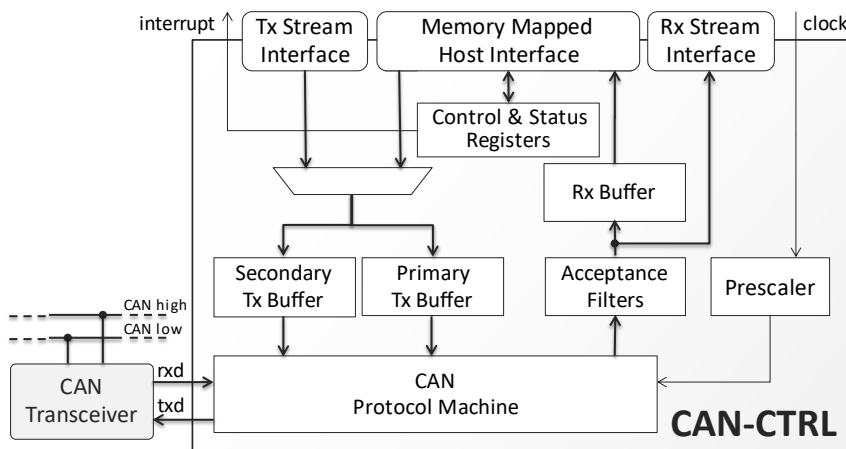 interrupt
Tx Stream
Interface
Memory Mapped
Host Interface
Rx Stream
Interface
clock
Control & Status
Registers
Rx Buffer
Secondary
Tx Buffer
Primary
Tx Buffer
Acceptance
Filters
Prescaler
CAN high
CAN low
CAN
Transceiver
rxd
txd
CAN
Protocol Machine
CAN-CTRL